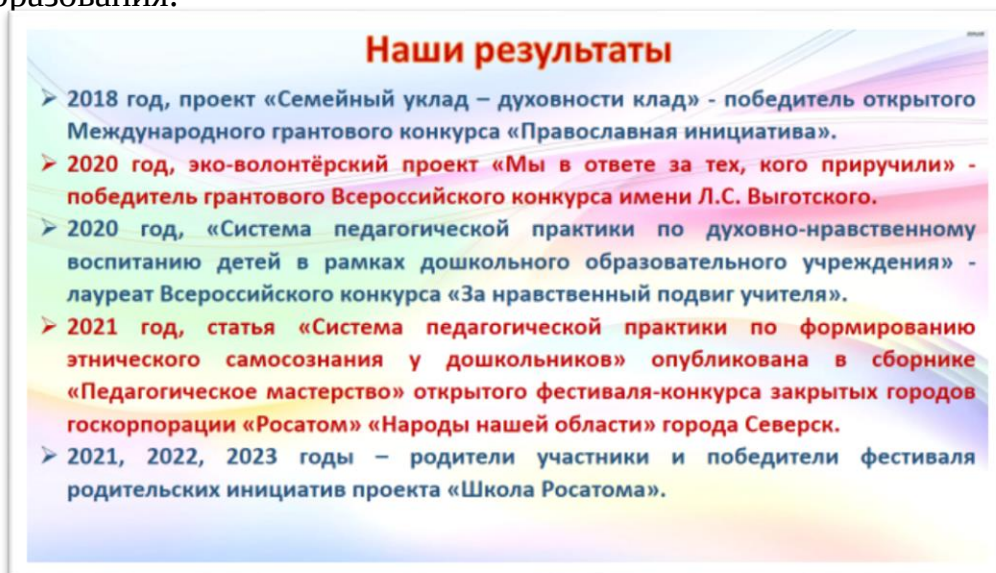 Наши результаты
➢ 2018 год, проект «Семейный уклад – духовности клад» - победитель открытого
Международного грантового конкурса «Православная инициатива».
➢ 2020 год, эко-волонтёрский проект «Мы в ответе за тех, кого приручили» -
победитель грантового Всероссийского конкурса имени Л.С. Выготского.
➢ 2020 год, «Система педагогической практики по духовно-нравственному
воспитанию детей в рамках дошкольного образовательного учреждения» -
лауреат Всероссийского конкурса «За нравственный подвиг учителя».
➢ 2021 год, статья «Система педагогической практики по формированию
этнического самосознания у дошкольников» опубликована в сборнике
«Педагогическое мастерство» открытого фестиваля-конкурса закрытых городов
госкорпорации «Росатом» «Народы нашей области» города Северск.
➢ 2021, 2022, 2023 годы – родители участники и победители фестиваля
родительских инициатив проекта «Школа Росатома».